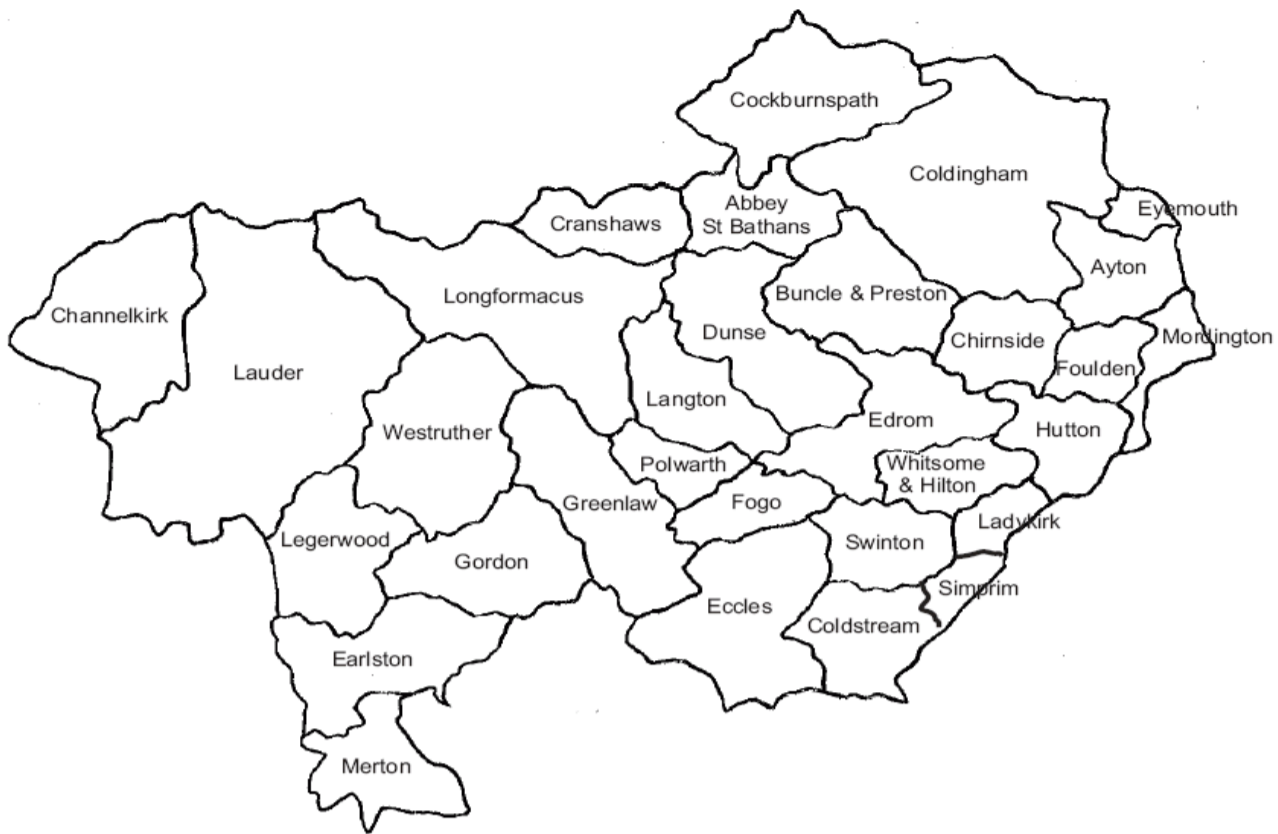 Cockburnspath
Coldingham
Abbey
St Bathans
Cranshaws
Eyemouth
Ayton
Buncle & Preston
Longformacus
Channelkirk
Dunse
Chirnside
Mordington
Foulden
Lauder
Langton
Edrom
Hutton
Westruther
Polwarth
Whitsome
& Hilton
Greenlaw
Fogo
Ladykirk
Legerwood
Swinton
Gordon
Simprim
Eccles
Coldstream
Earlston
Merton